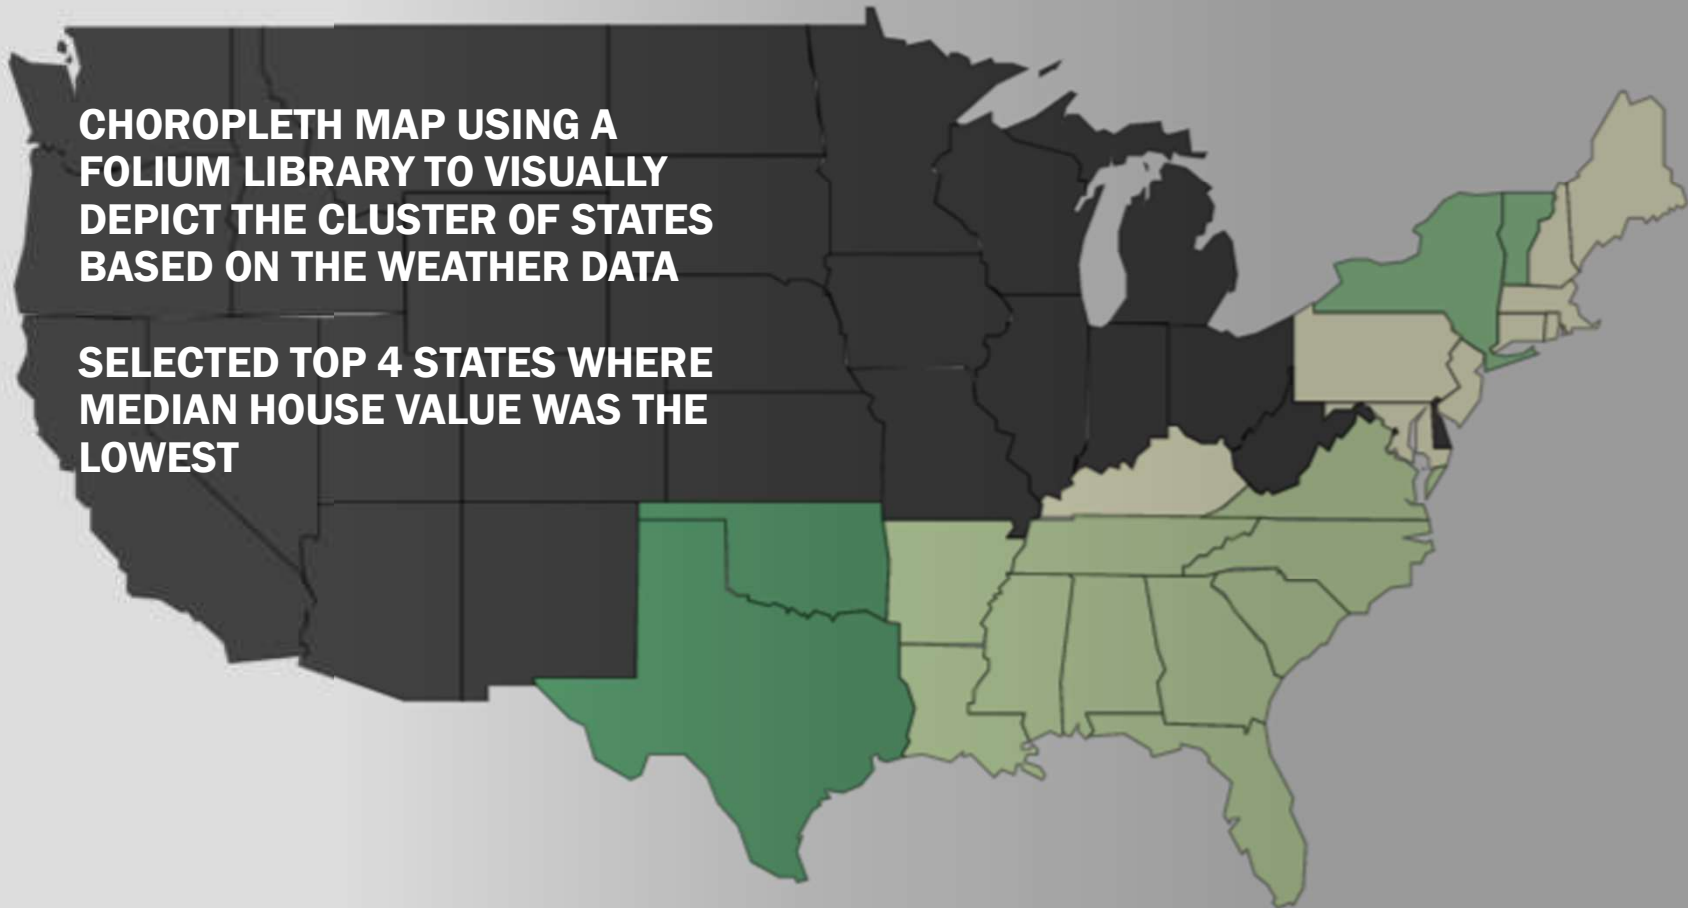 CHOROPLETH MAP USING A
FOLIUM LIBRARY TO VISUALLY
DEPICT THE CLUSTER OF STATES
BASED ON THE WEATHER DATA
SELECTED TOP 4 STATES WHERE
MEDIAN HOUSE VALUE WAS THE
LOWEST